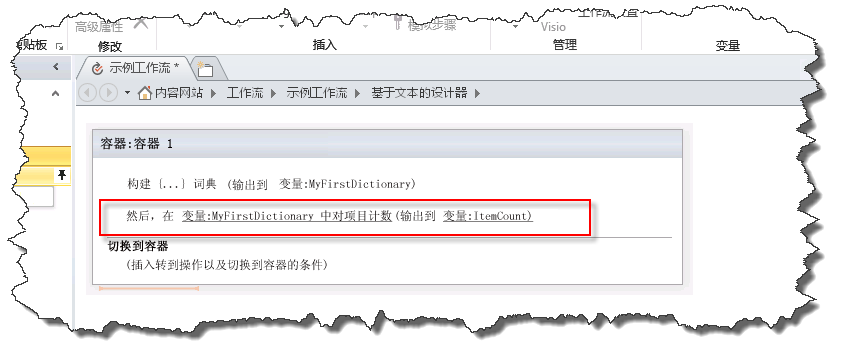 高级属性
模拟步骤
Visio
贴板
修改
插入
管理
变量
示例工作流 *
内容网站 工作流 示例工作流 基于文本的设计器
容器:容器 1
构建 {...} 词典 (输出到 变量:MyFirstDictionary)
然后，在 变量:MyFirstDictionary 中对项目计数(输出到 变量:ItemCount)
切换到容器
(插入转到操作以及切换到容器的条件)